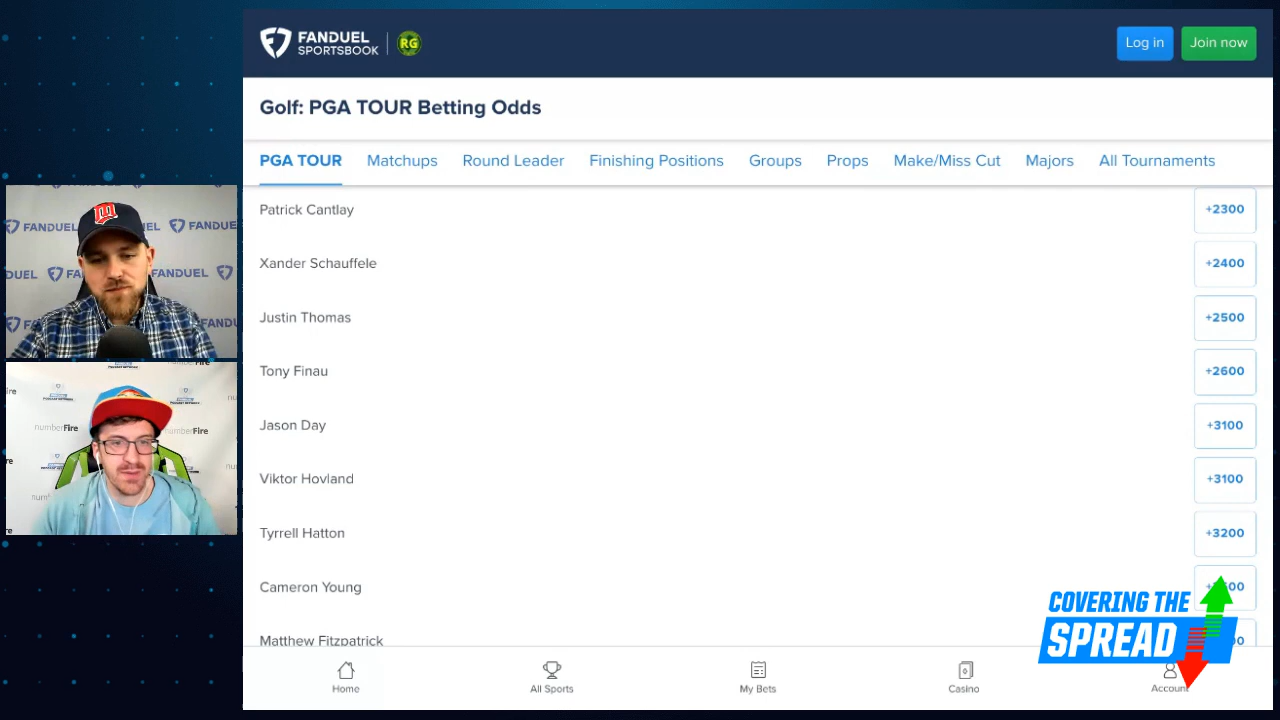 FANDUEL
SPORTSBOOK
RG
Log in
Join now
Golf: PGA TOUR Betting Odds
PGA TOUR Matchups Round Leader Finishing Positions Groups Props Make/Miss Cut Majors All Tournaments
Patrick Cantlay +2300
Xander Schauffele +2400
Justin Thomas +2500
Tony Finau +2600
Jason Day +3100
Viktor Hovland +3100
Tyrrell Hatton +3200
Cameron Young
Matthew Fitzpatrick
COVERING THE
SPREAD
Home All Sports My Bets Casino Account
FANDUEL
numberFire
numberFire